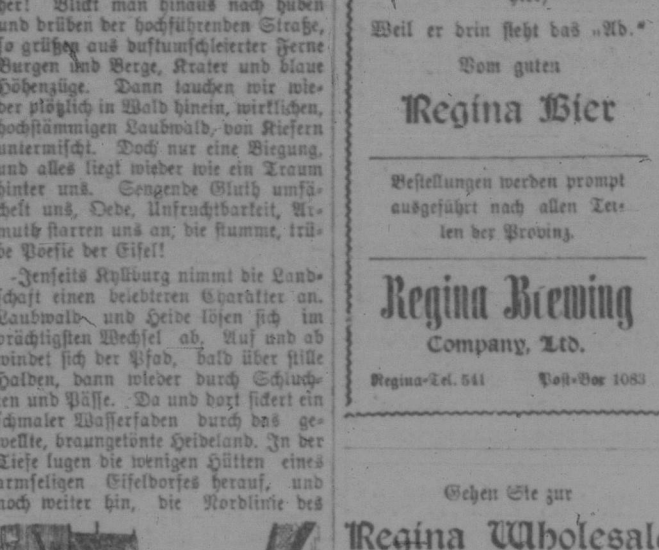 her! Blickt man hinaus nach hüben
und drüben der hochführenden Straße,
so grüßen aus duftumschleierter Ferne
Burgen und Berge, Krater und blaue
Höhenzüge. Dann tauchen wir wie-
der plötzlich in Wald hinein, wirklichen,
hochstämmigen Laubwald, von Kiefern
untermischt. Doch nur eine Biegung,
und alles liegt wieder wie ein Traum
hinter uns. Sengende Gluth umfä-
chelt uns, Oede, Unfruchtbarkeit, Ar-
muth starren uns an; die stumme, trü-
be Poesie der Eifel!
Jenseits Kyllburg nimmt die Land-
schaft einen belebteren Charakter an.
Laubwald und Heide lösen sich im
prächtigsten Wechsel ab. Auf und ab
windet sich der Pfad, bald über stille
Halden, dann wieder durch Schluch-
ten und Pässe. Da und dort sickert ein
schmaler Wasserfaden durch das ge-
wellte, braungetönte Heideland. In der
Tiefe lugen die wenigen Hütten eines
armseligen Eifeldorfes herauf, und
noch weiter hin, die Nordlinie des
Weil er drin steht das „Ad.“
Vom guten
Regina Bier
Bestellungen werden prompt
ausgeführt nach allen Tei-
len der Provinz.
Regina Brewing
Company, Ltd.
Regina-Tel. 541 Post-Box 1083
Gehen Sie zur
Regina Wholesale